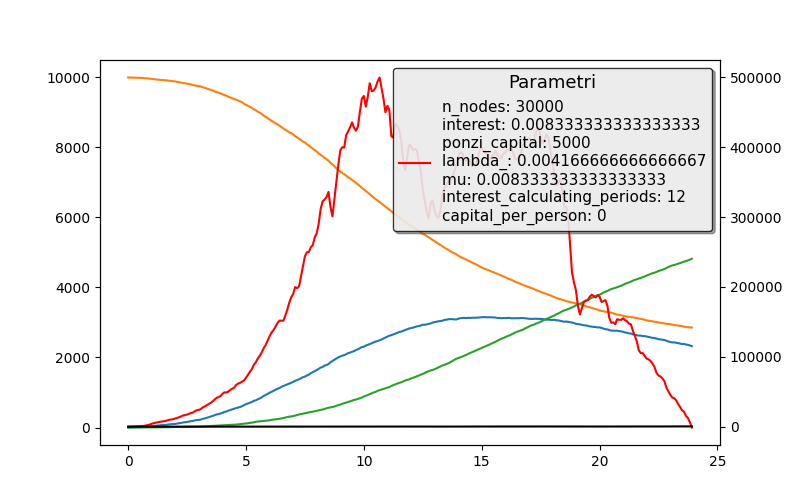 Parametri
n_nodes: 30000
interest: 0.008333333333333333
ponzi_capital: 5000
lambda_: 0.004166666666666667
mu: 0.008333333333333333
interest_calculating_periods: 12
capital_per_person: 0
10000
8000
6000
4000
2000
0
500000
400000
300000
200000
100000
0
0 5 10 15 20 25